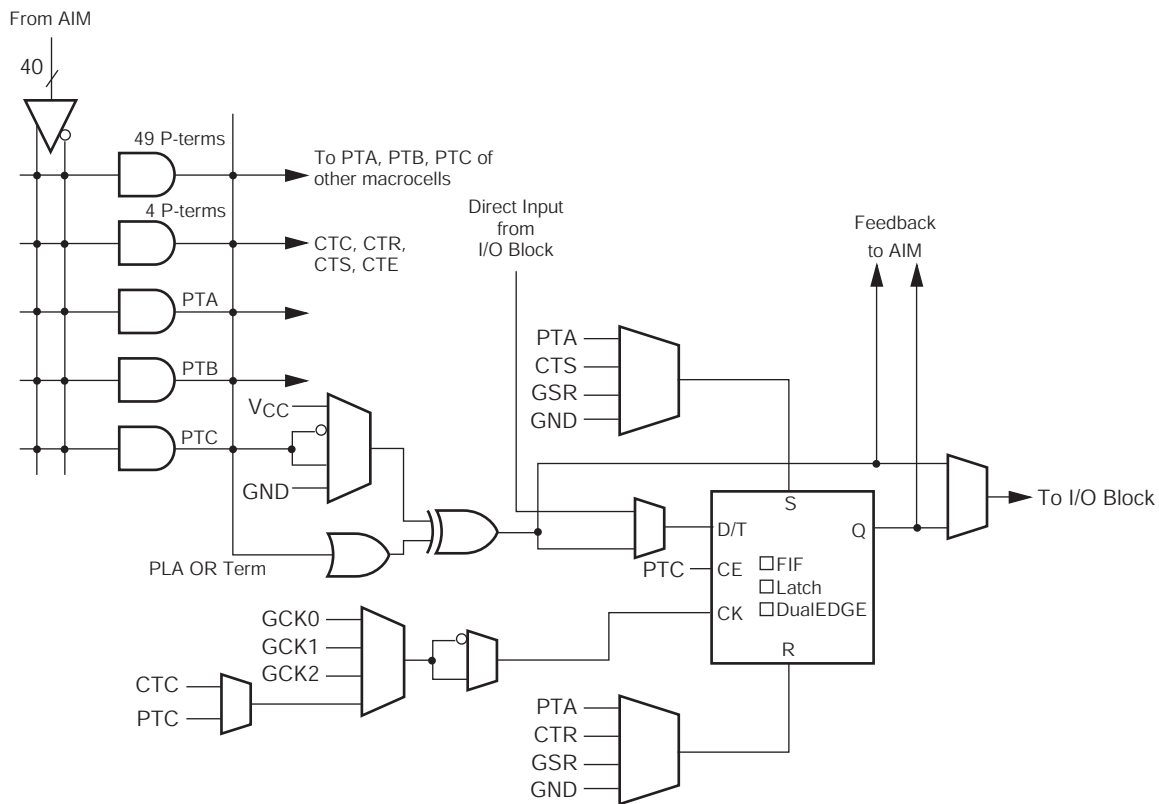 From AIM
40
49 P-terms
To PTA, PTB, PTC of
other macrocells
4 P-terms
CTC, CTR,
CTS, CTE
PTA
PTB
PTC
VCC
GND
PLA OR Term
Direct Input
from
I/O Block
Feedback
to AIM
PTA
CTS
GSR
GND
To I/O Block
S
D/T
Q
PTC
CE
FIF
Latch
DualEDGE
CK
R
GCK0
GCK1
GCK2
CTC
PTC
PTA
CTR
GSR
GND